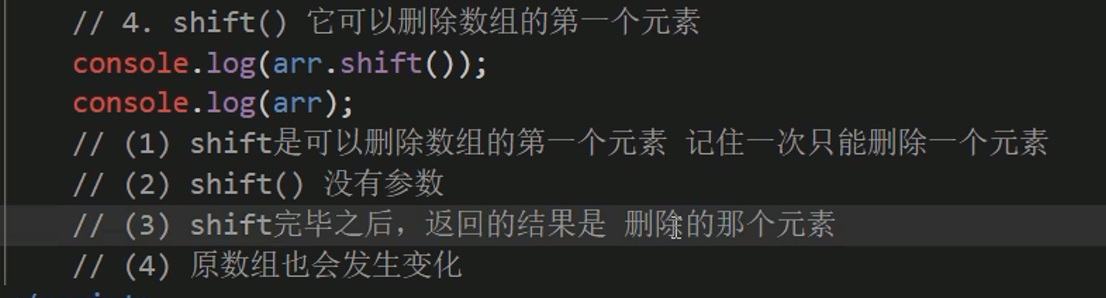 // 4. shift() 它可以删除数组的第一个元素
console.log(arr.shift());
console.log(arr);
// (1) shift是可以删除数组的第一个元素 记住一次只能删除一个元素
// (2) shift() 没有参数
// (3) shift完毕之后，返回的结果是 删除的那个元素
// (4) 原数组也会发生变化